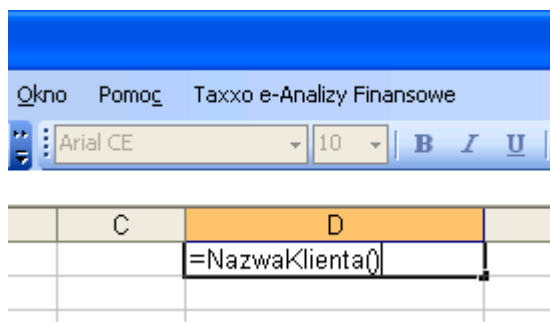 Okno Pomoc Taxxo e-Analizy Finansowe
Arial CE 10 B I U
C D
=NazwaKlienta()